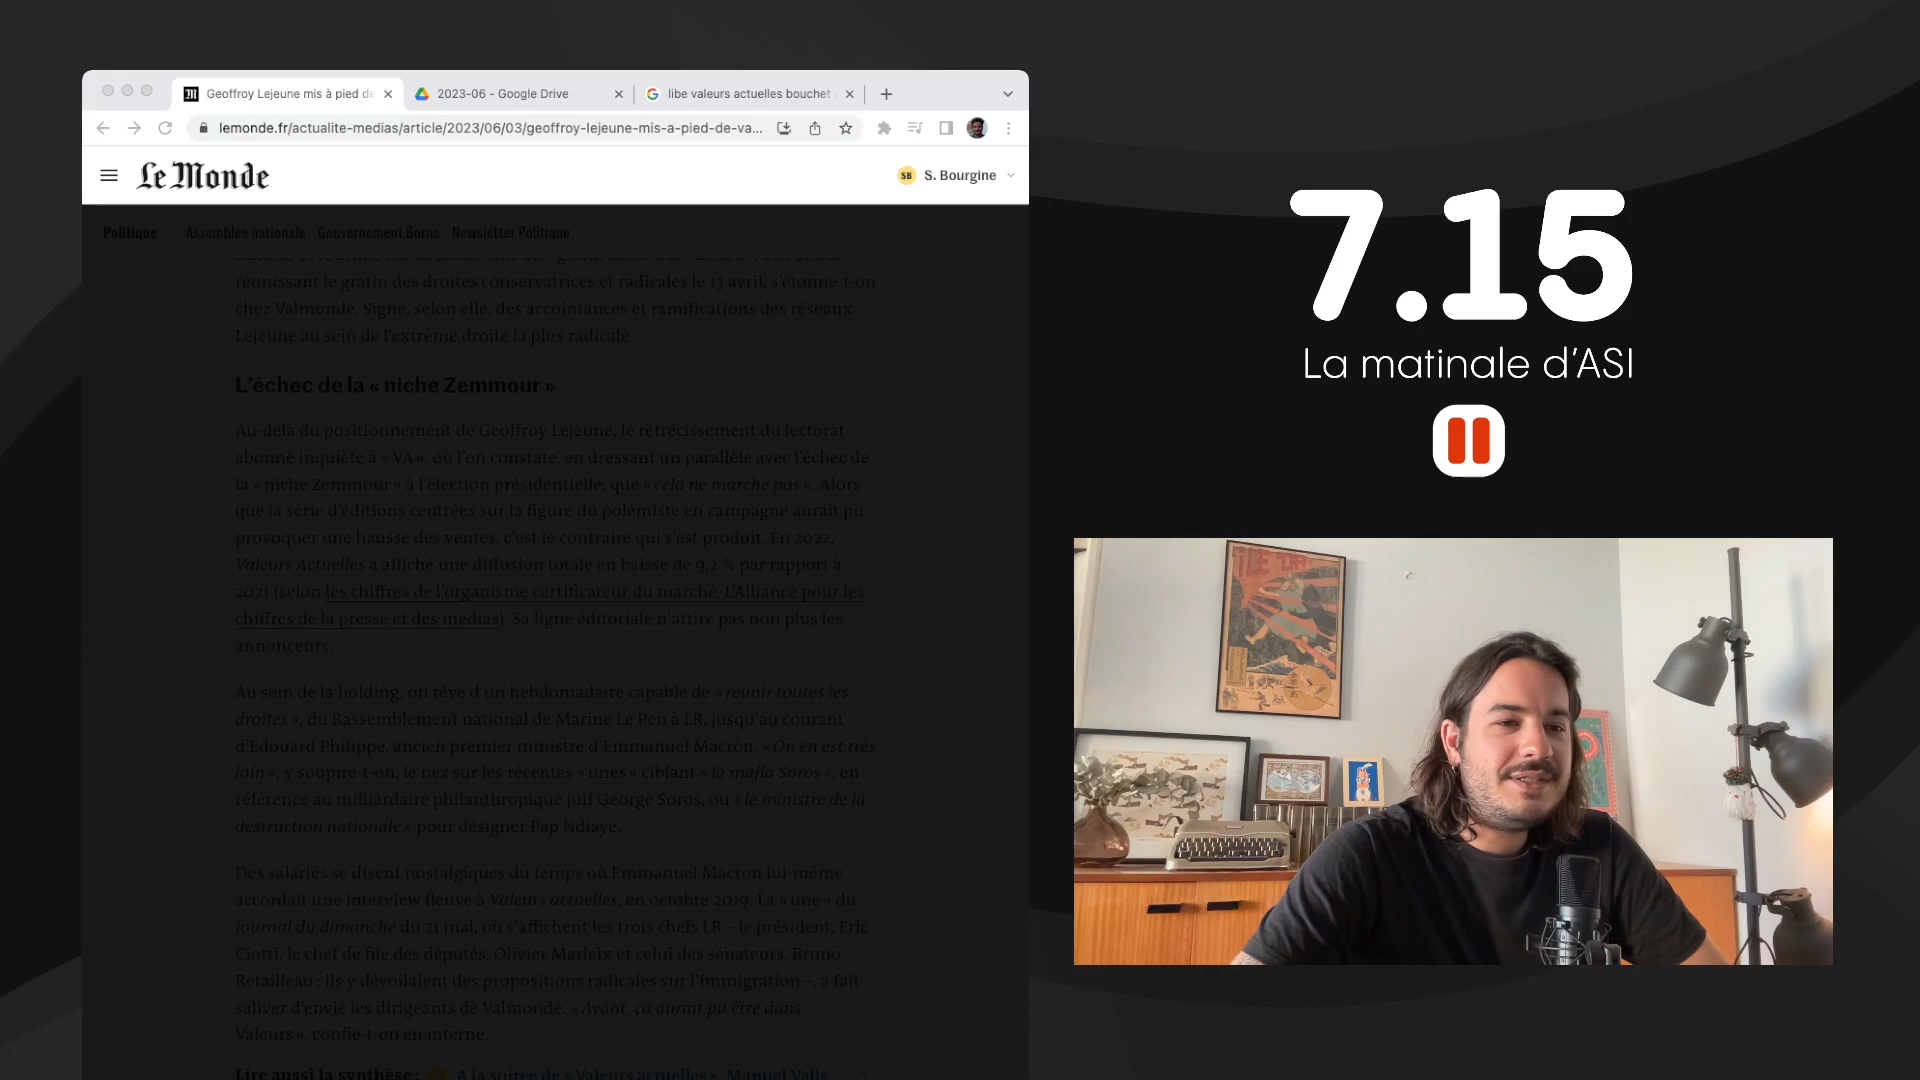 Geoffroy Lejeune mis à pied de
2023-06 - Google Drive
libe valeurs actuelles bouchet
lemonde.fr/actualite-medias/article/2023/06/03/geoffroy-lejeune-mis-a-pied-de-va...
Le Monde
SB S. Bourgine
Politique Assemblée nationale Gouvernement Borne Newsletter Politique
réunissant le gratin des droites conservatrices et radicales le 13 avril, s'étonne-t-on
chez Valmonde. Signe, selon elle, des accointances et ramifications des réseaux
Lejeune au sein de l'extrême droite la plus radicale.
L'échec de la « niche Zemmour »
Au-delà du positionnement de Geoffroy Lejeune, le rétrécissement du lectorat
abonné inquiète à « VA », où l'on constate, en dressant un parallèle avec l'échec de
la « niche Zemmour » à l'élection présidentielle, que « cela ne marche pas ». Alors
que la série d'éditions centrées sur la figure du polémiste en campagne aurait pu
provoquer une hausse des ventes, c'est le contraire qui s'est produit. En 2022,
Valeurs Actuelles a affiché une diffusion totale en baisse de 9,2 % par rapport à
2021 (selon les chiffres de l'organisme certificateur du marché, L'Alliance pour les
chiffres de la presse et des médias). Sa ligne éditoriale n'attire pas non plus les
annonceurs.
Au sein de la holding, on rêve d'un hebdomadaire capable de « réunir toutes les
droites », du Rassemblement national de Marine Le Pen à LR, jusqu'au courant
d'Edouard Philippe, ancien premier ministre d'Emmanuel Macron. « On en est très
loin », y soupire-t-on, le nez sur les récentes « unes » ciblant « la mafia Soros », en
référence au milliardaire philanthropique juif George Soros, ou « le ministre de la
destruction nationale » pour désigner Pap Ndiaye.
Des salariés se disent nostalgiques du temps où Emmanuel Macron lui-même
accordait une interview fleuve à Valeurs actuelles, en octobre 2019. La « une » du
Journal du dimanche du 21 mai, où s'affichent les trois chefs LR – le président, Eric
Ciotti, le chef de file des députés, Olivier Marleix et celui des sénateurs, Bruno
Retailleau ; ils y dévoilaient des propositions radicales sur l'immigration –, a fait
saliver d'envie les dirigeants de Valmonde. « Avant, ça aurait pu être dans
Valeurs », confie-t-on en interne.
Lire aussi la synthèse : A la soirée de « Valeurs actuelles », Manuel Valls
7.15
La matinale d'ASI